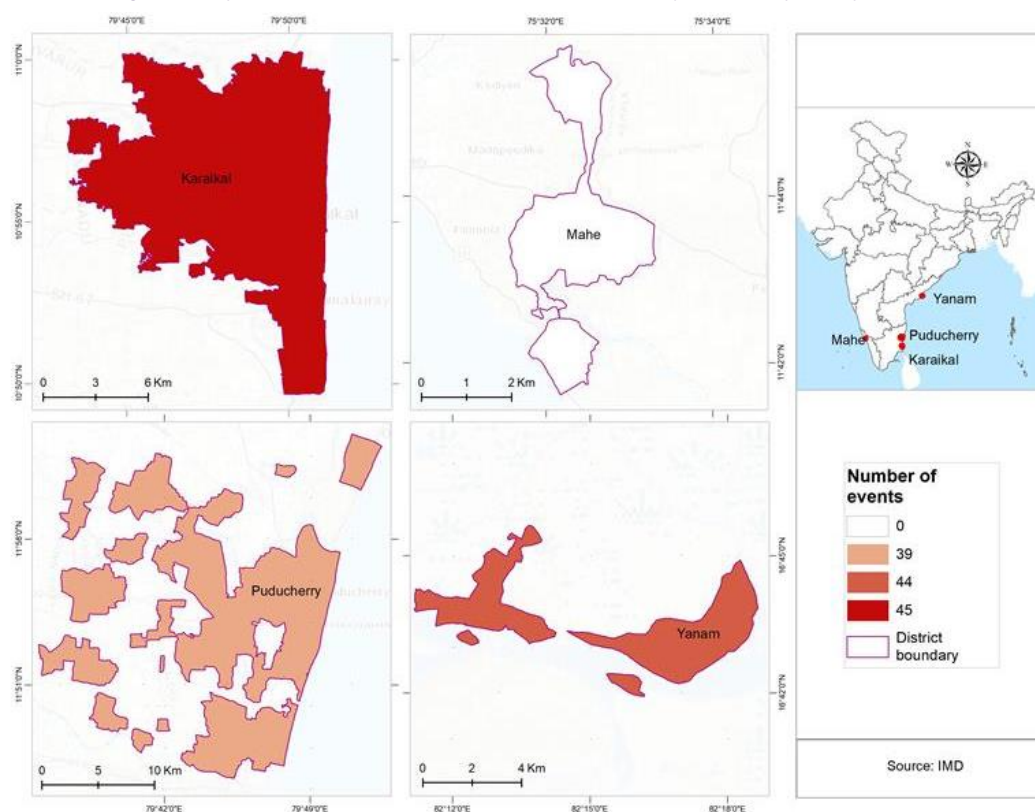 79°45'0"E
79°50'0"E
75°32'0"E
75°34'0"E
11°0'0"N
10°55'0"N
10°50'0"N
Karaikal
0 3 6 Km
Mahe
0 1 2 Km
11°44'0"N
11°42'0"N
N
W E
S
Yanam
Mahe
Puducherry
Karaikal
11°58'0"N
11°51'0"N
Puducherry
0 5 10 Km
79°42'0"E
79°49'0"E
Yanam
0 2 4 Km
16°45'0"N
16°42'0"N
82°12'0"E
82°15'0"E
82°18'0"E
Number of
events
0
39
44
45
District
boundary
Source: IMD